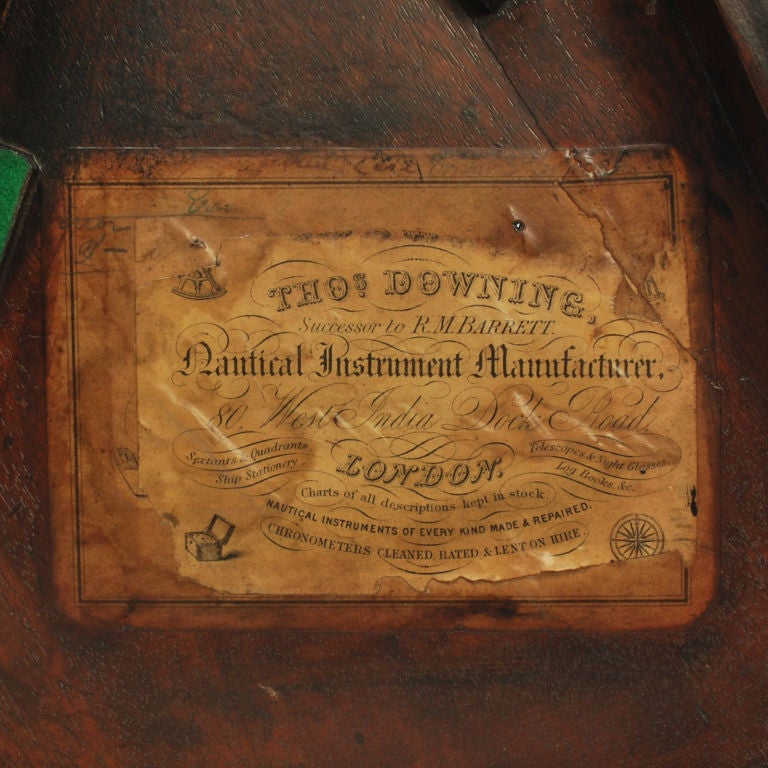 THOS. DOWNING,
Successor to R. M. BARRETT.
Nautical Instrument Manufacturer,
80, West India Dock Road,
LONDON.
Sextants & Quadrants
Ship Stationery.
Telescopes & Night Glasses
Log Books, &c.
Charts of all descriptions kept in stock.
NAUTICAL INSTRUMENTS OF EVERY KIND MADE & REPAIRED.
CHRONOMETERS CLEANED, RATED & LENT ON HIRE.